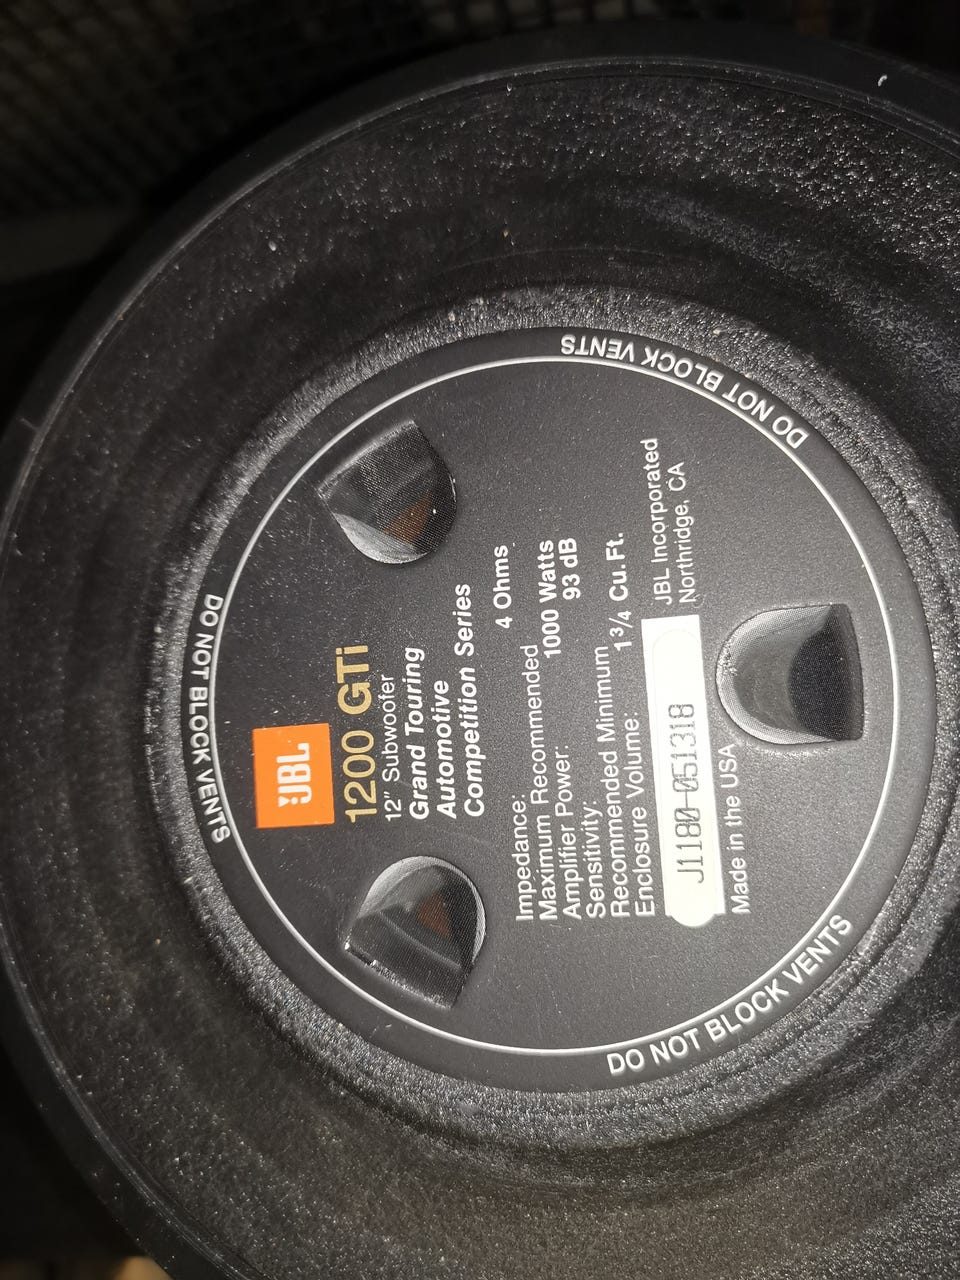 DO NOT BLOCK VENTS
JBL
1200 GTi
12" Subwoofer
Grand Touring
Automotive
Competition Series
Impedance: 4 Ohms
Maximum Recommended
Amplifier Power: 1000 Watts
Sensitivity: 93 dB
Recommended Minimum
Enclosure Volume: 1 3/4 Cu. Ft.
J1180-051318
JBL Incorporated
Northridge, CA
Made in the USA
DO NOT BLOCK VENTS
DO NOT BLOCK VENTS